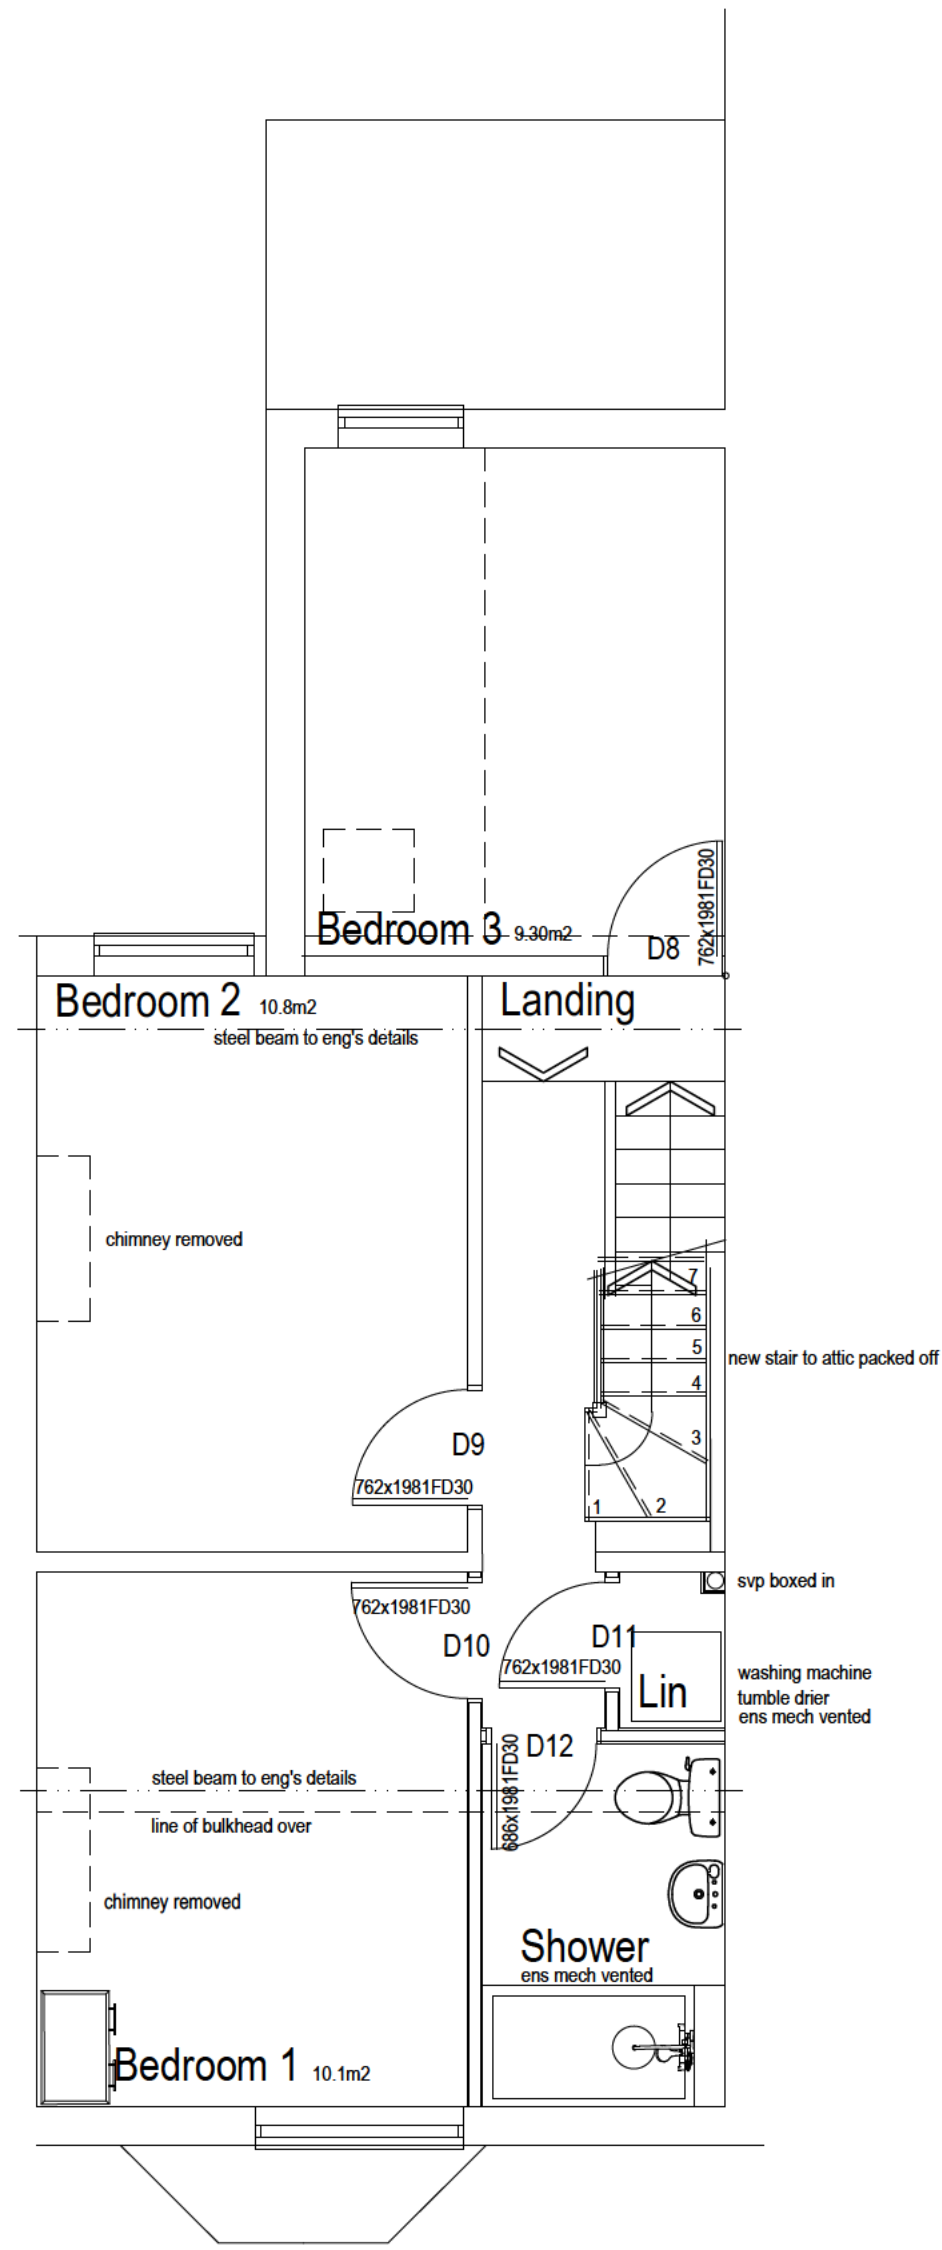 762x1981FD30
Bedroom 3 9.30m2
D8
Bedroom 2 10.8m2
Landing
steel beam to eng's details
chimney removed
7
6
5
4
3
2
1
new stair to attic packed off
D9
762x1981FD30
svp boxed in
762x1981FD30
D10
D11
762x1981FD30
Lin
washing machine
tumble drier
ens mech vented
D12
686x1981FD30
steel beam to eng's details
line of bulkhead over
chimney removed
Shower
ens mech vented
Bedroom 1 10.1m2